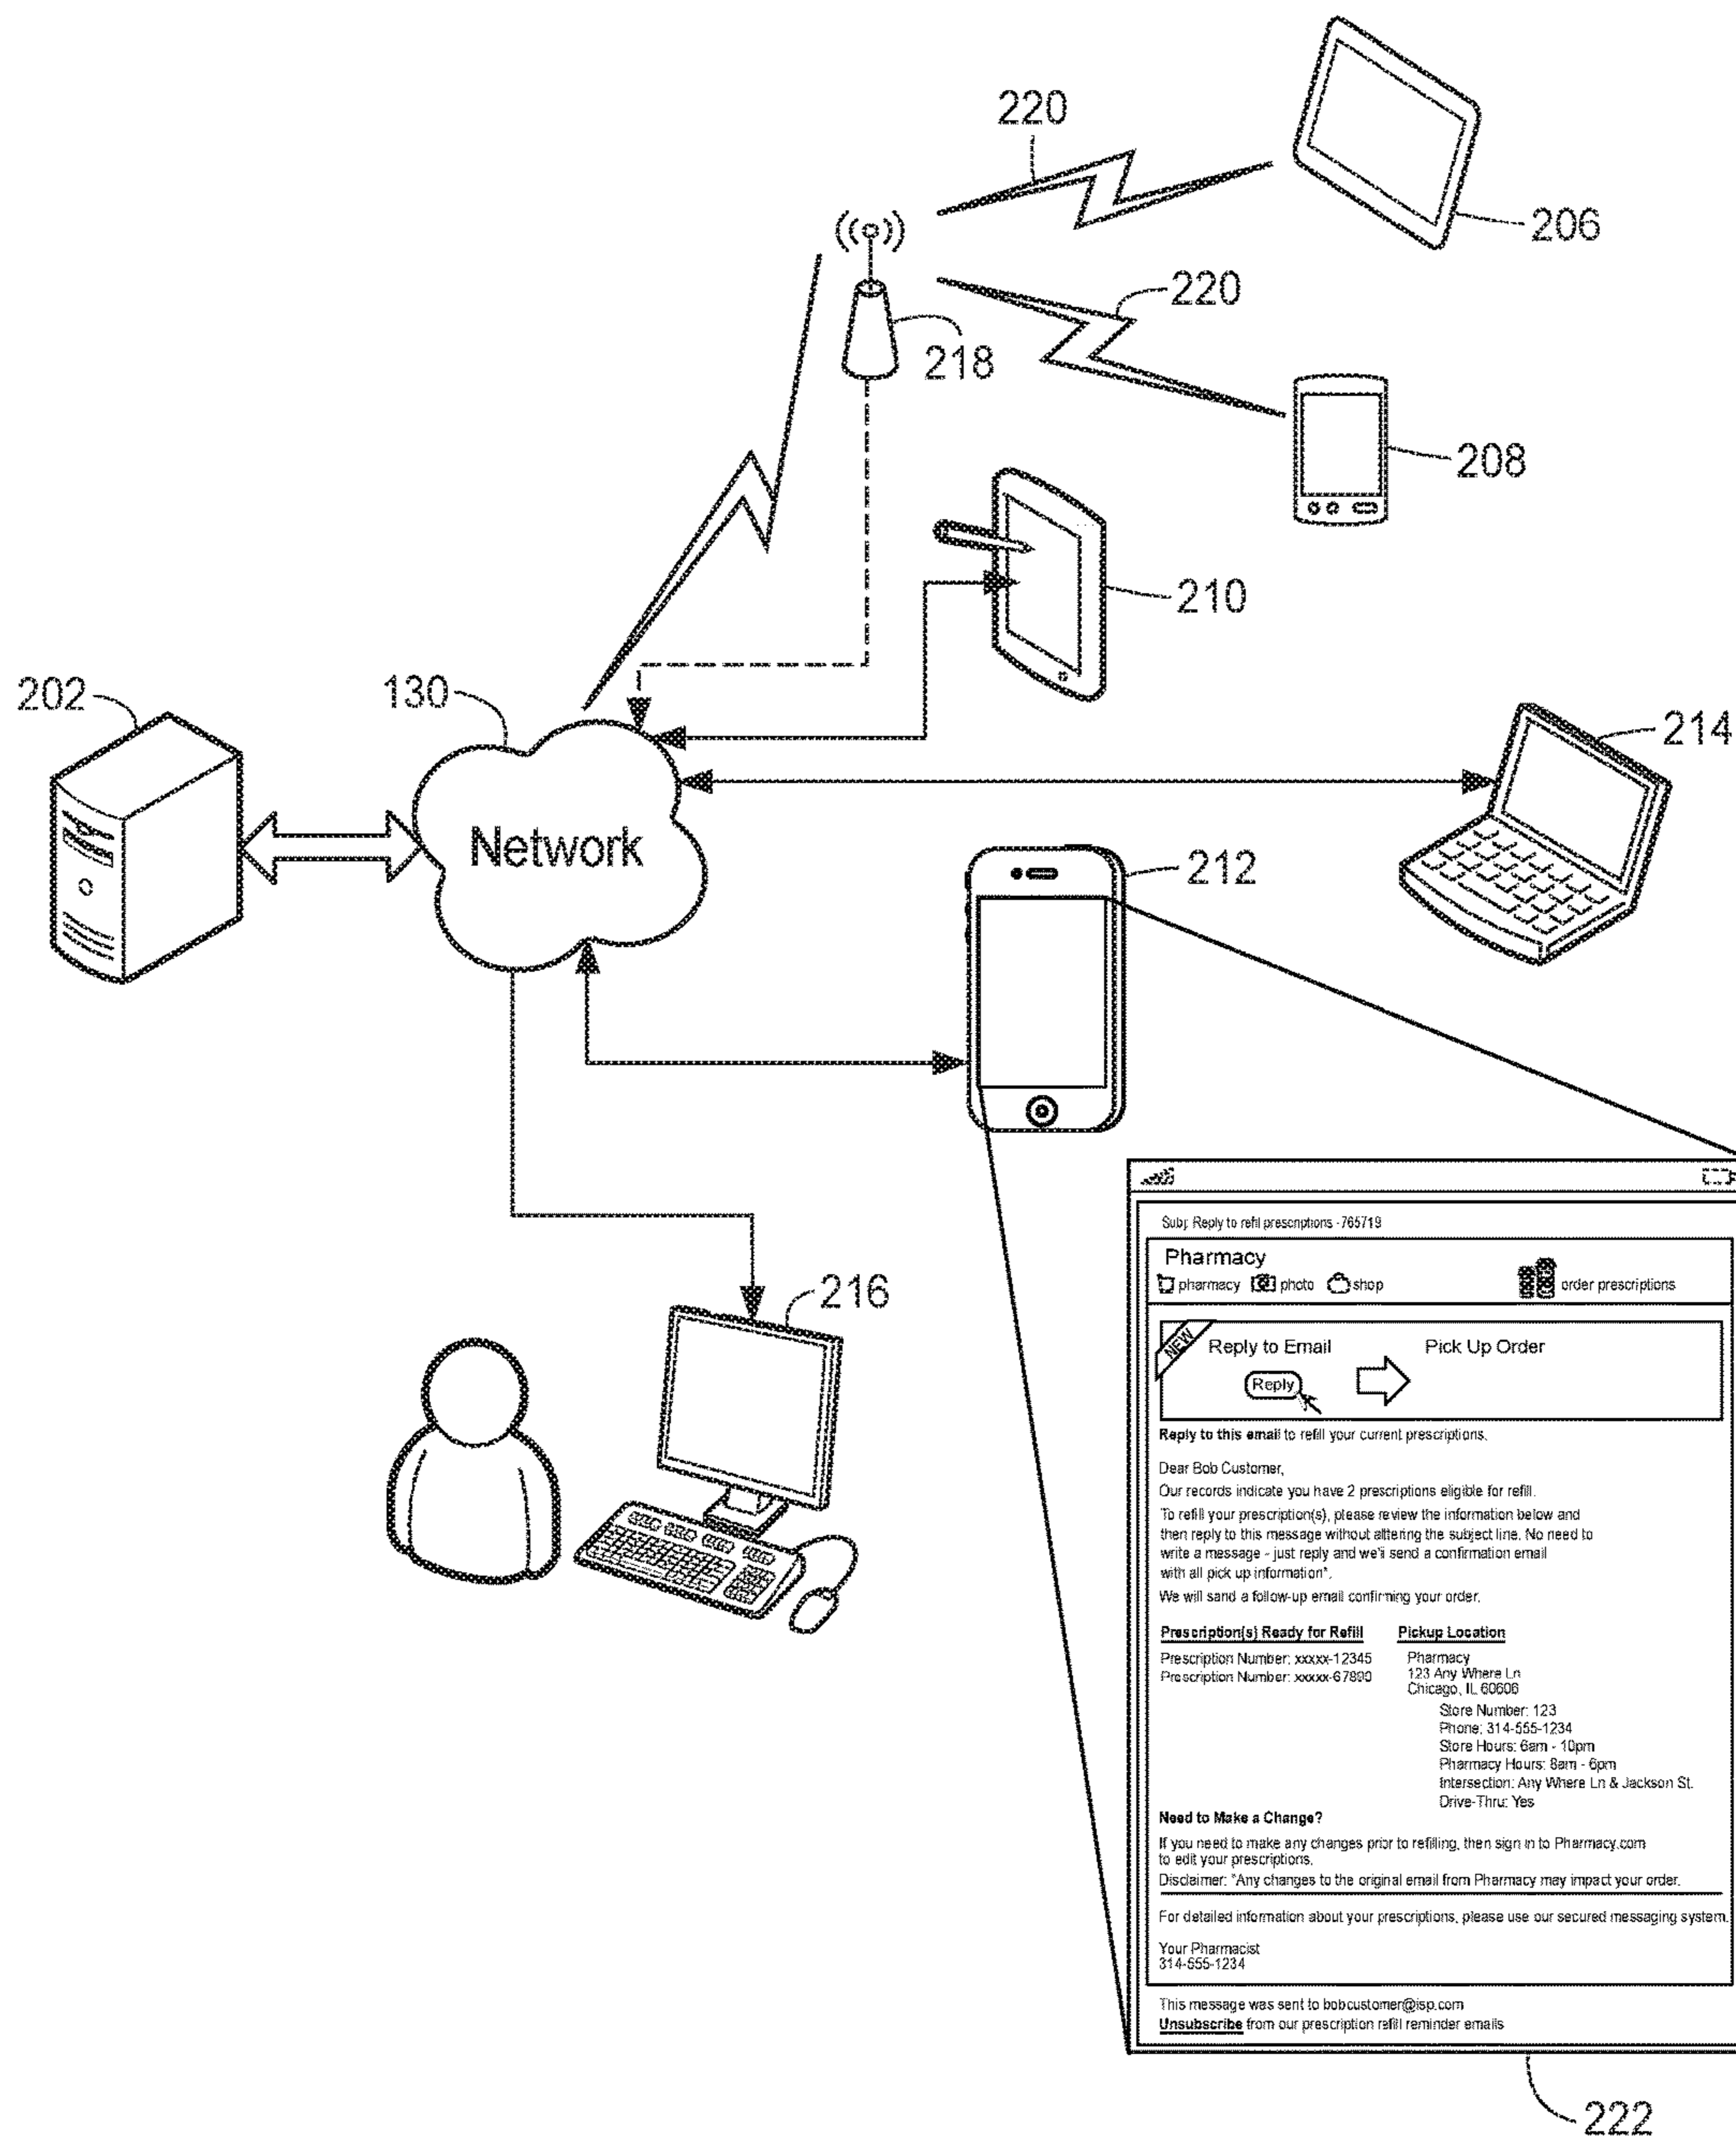 220
206
220
218
208
210
202
130
214
Network
212
216
Subj: Reply to refill prescriptions -765719
Pharmacy
pharmacy photo shop order prescriptions
NEW
Reply to Email Pick Up Order
Reply
Reply to this email to refill your current prescriptions.
Dear Bob Customer,
Our records indicate you have 2 prescriptions eligible for refill.
To refill your prescription(s), please review the information below and
then reply to this message without altering the subject line. No need to
write a message - just reply and we'll send a confirmation email
with all pick up information*.
We will sand a follow-up email confirming your order.
Prescription(s) Ready for Refill
Prescription Number: xxxxx-12345
Prescription Number: xxxxx-67890
Pickup Location
Pharmacy
123 Any Where Ln
Chicago, IL 60606
Store Number: 123
Phone: 314-555-1234
Store Hours: 6am - 10pm
Pharmacy Hours: 8am - 6pm
Intersection: Any Where Ln & Jackson St.
Drive-Thru: Yes
Need to Make a Change?
If you need to make any changes prior to refilling, then sign in to Pharmacy.com
to edit your prescriptions.
Disclaimer: *Any changes to the original email from Pharmacy may impact your order.
For detailed information about your prescriptions, please use our secured messaging system.
Your Pharmacist
314-555-1234
This message was sent to bobcustomer@isp.com
Unsubscribe from our prescription refill reminder emails
222